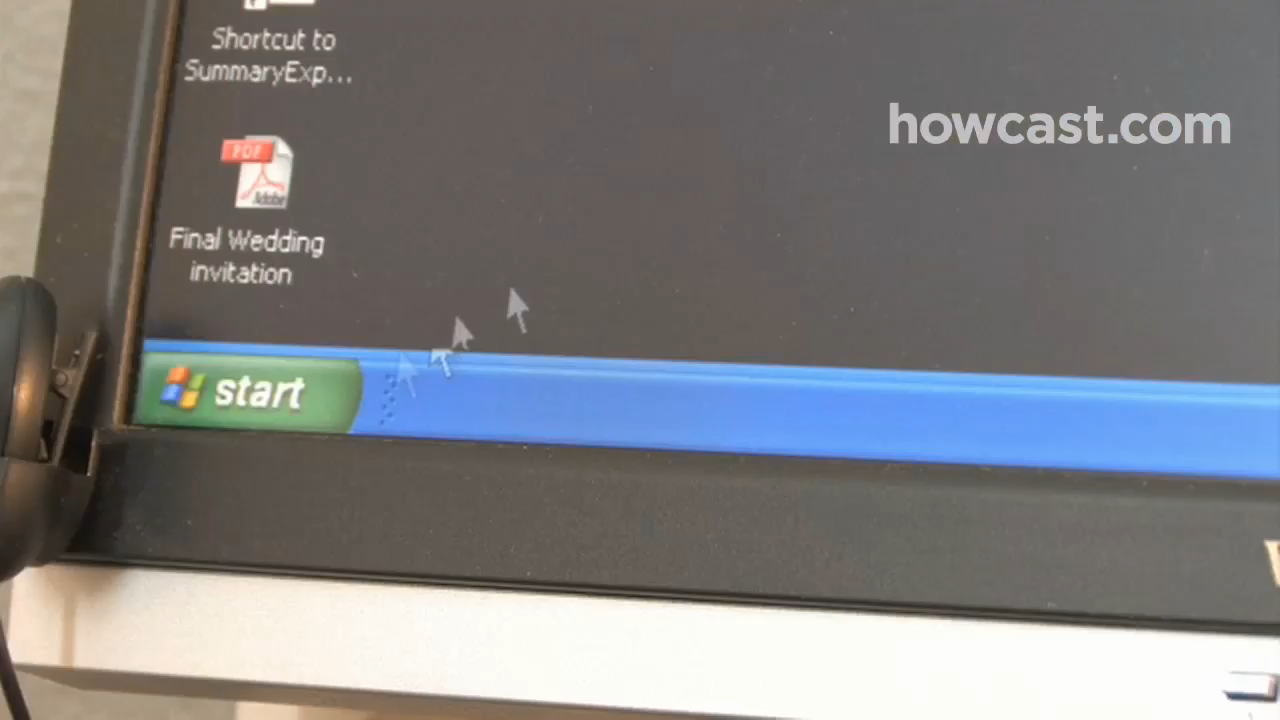 Shortcut to
SummaryExp...
howcast.com
PDF
Adobe
Final Wedding
invitation
start